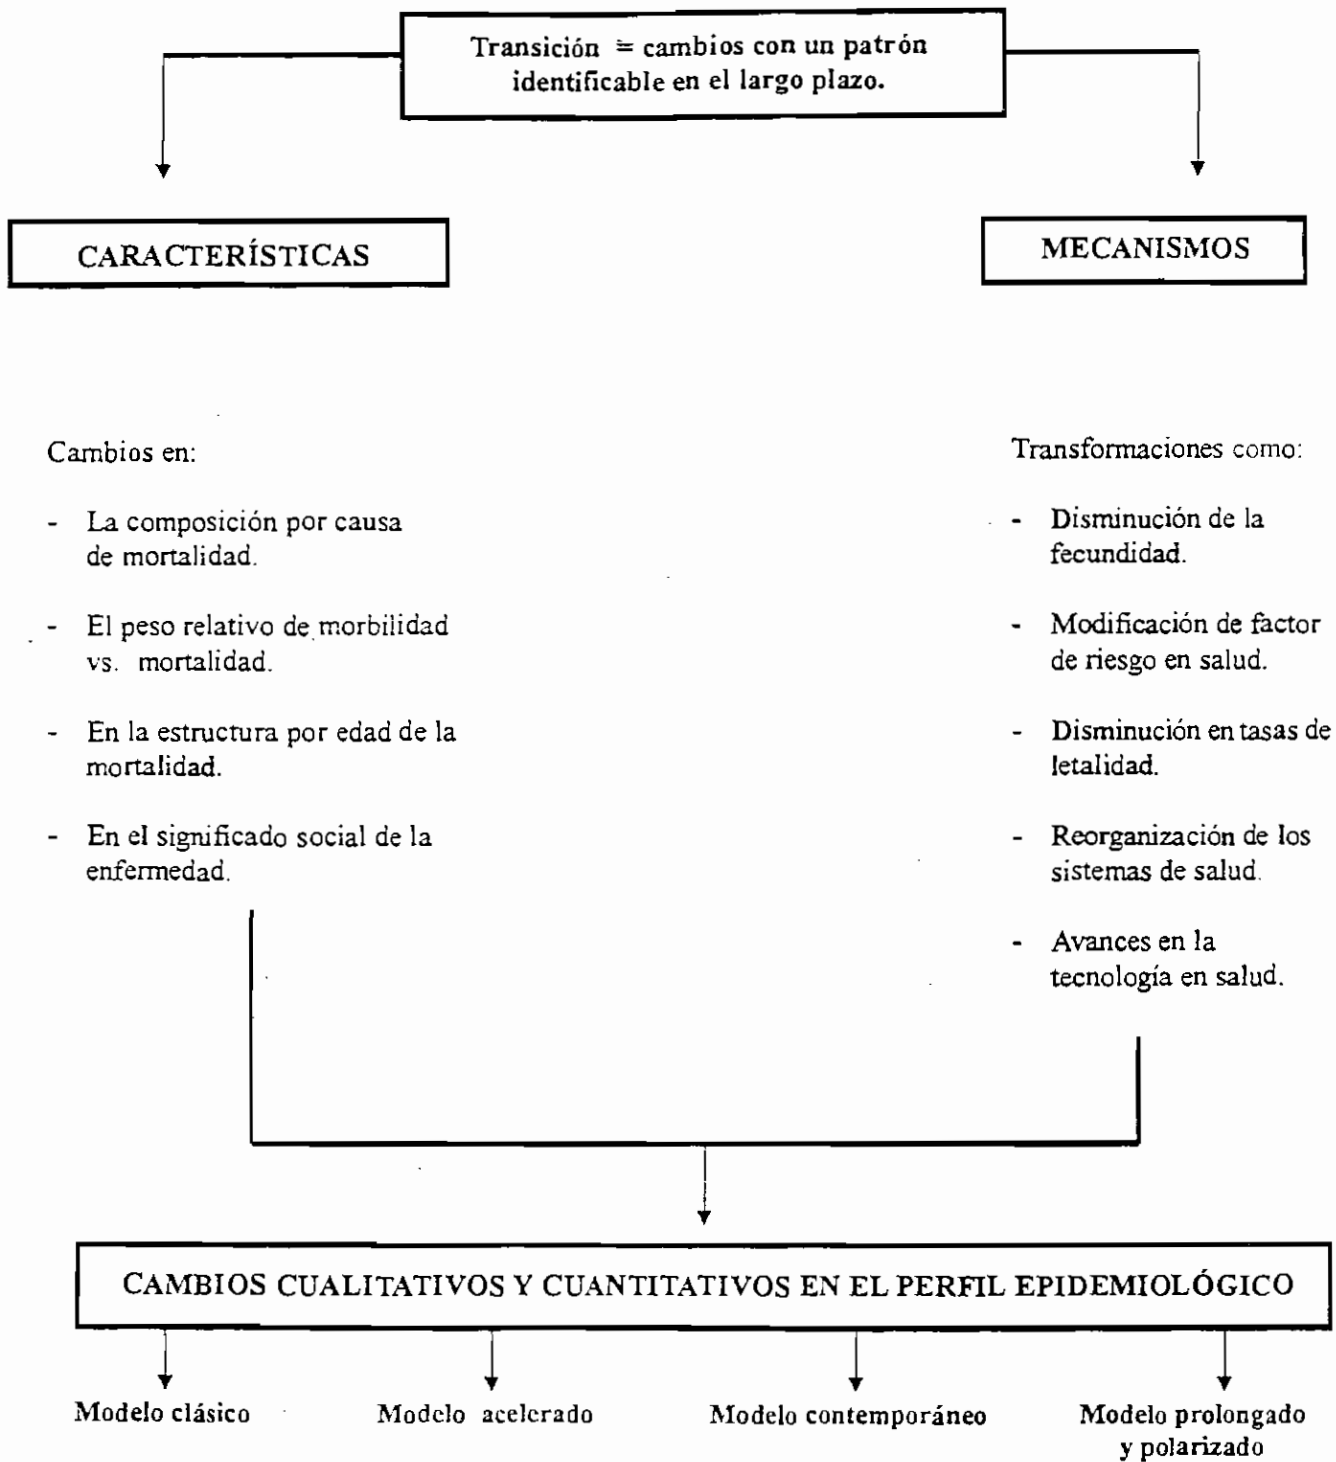 Transición = cambios con un patrón
identificable en el largo plazo.
CARACTERÍSTICAS
MECANISMOS
Cambios en:
- La composición por causa
de mortalidad.
- El peso relativo de morbilidad
vs. mortalidad.
- En la estructura por edad de la
mortalidad.
- En el significado social de la
enfermedad.
Transformaciones como:
- Disminución de la
fecundidad.
- Modificación de factor
de riesgo en salud.
- Disminución en tasas de
letalidad.
- Reorganización de los
sistemas de salud.
- Avances en la
tecnología en salud.
CAMBIOS CUALITATIVOS Y CUANTITATIVOS EN EL PERFIL EPIDEMIOLÓGICO
Modelo clásico
Modelo acelerado
Modelo contemporáneo
Modelo prolongado
y polarizado